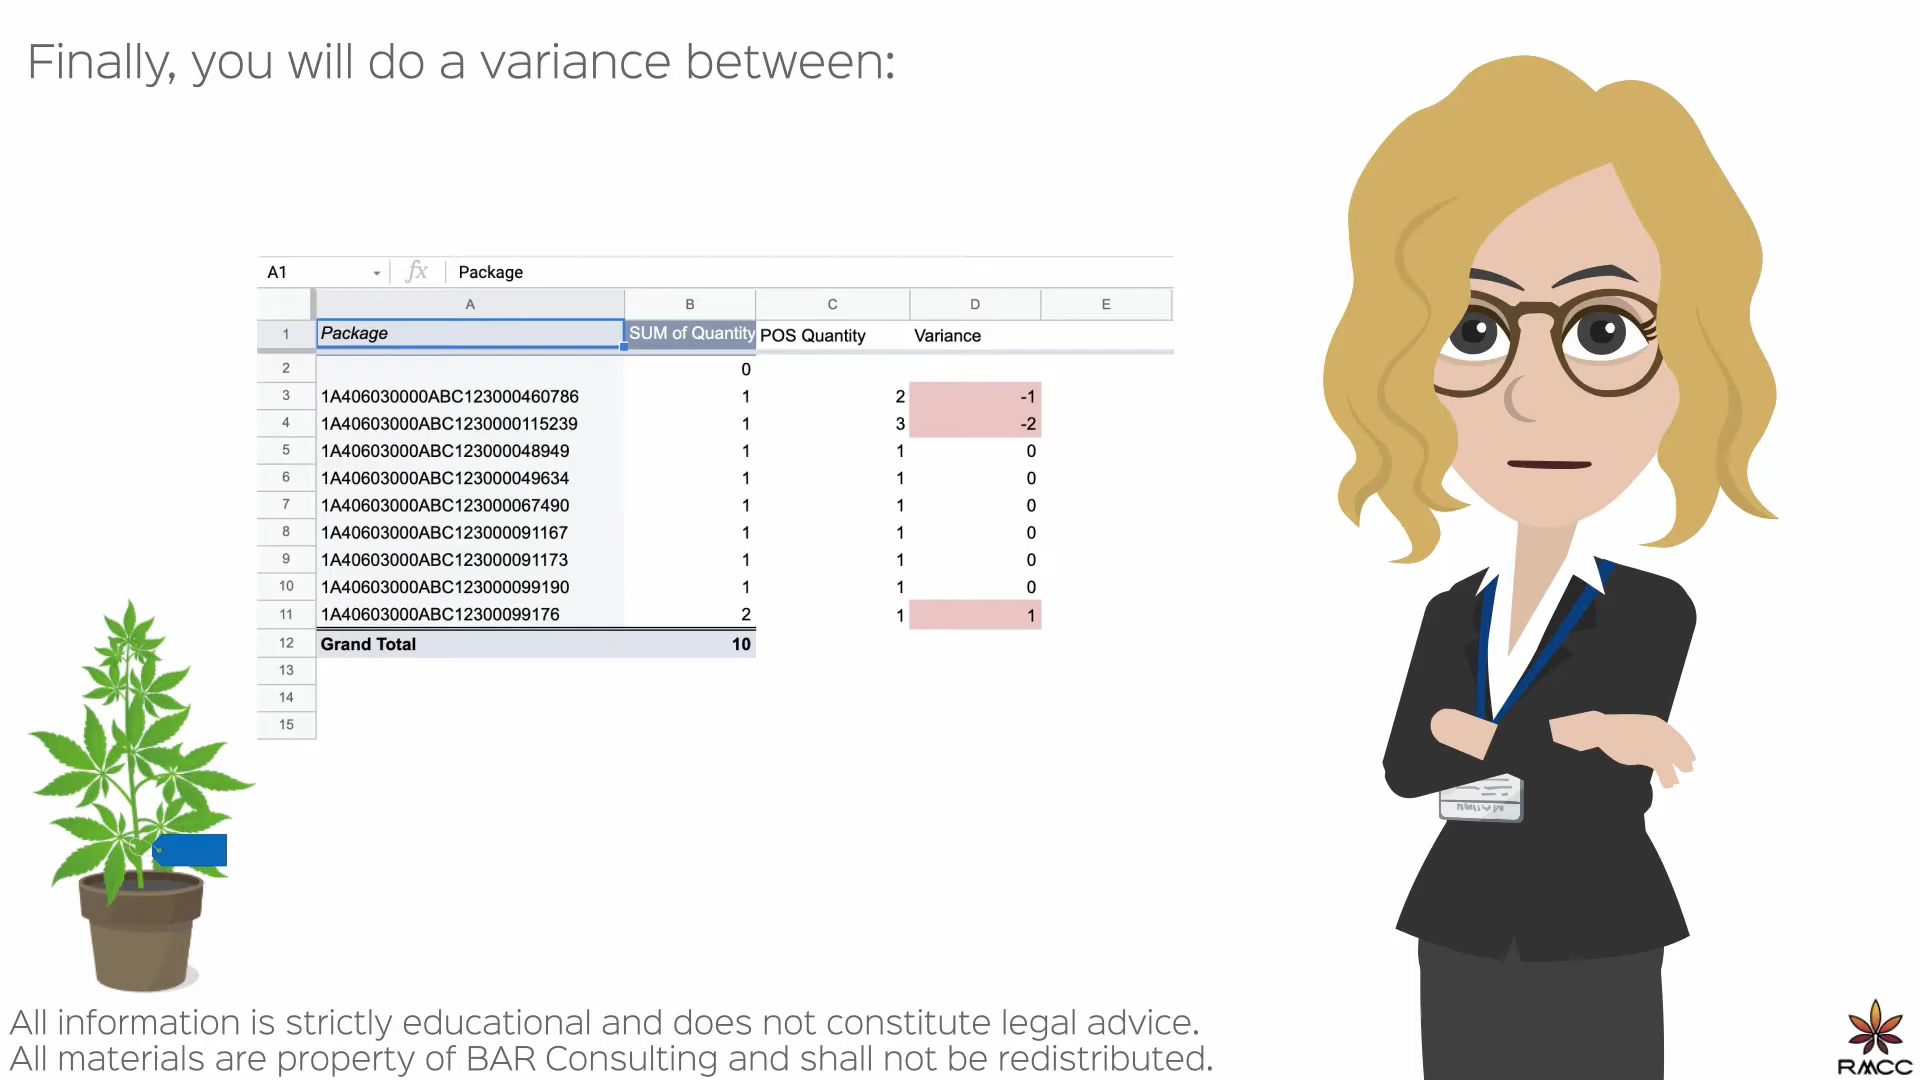 Finally, you will do a variance between:
A1 fx Package
A B C D E
1 Package SUM of Quantity POS Quantity Variance
2 0
3 1A406030000ABC123000460786 1 2 -1
4 1A40603000ABC1230000115239 1 3 -2
5 1A40603000ABC123000048949 1 1 0
6 1A40603000ABC123000049634 1 1 0
7 1A40603000ABC123000067490 1 1 0
8 1A40603000ABC123000091167 1 1 0
9 1A40603000ABC123000091173 1 1 0
10 1A40603000ABC123000099190 1 1 0
11 1A40603000ABC12300099176 2 1 1
12 Grand Total 10
13
14
15
All information is strictly educational and does not constitute legal advice.
All materials are property of BAR Consulting and shall not be redistributed.
RMCC